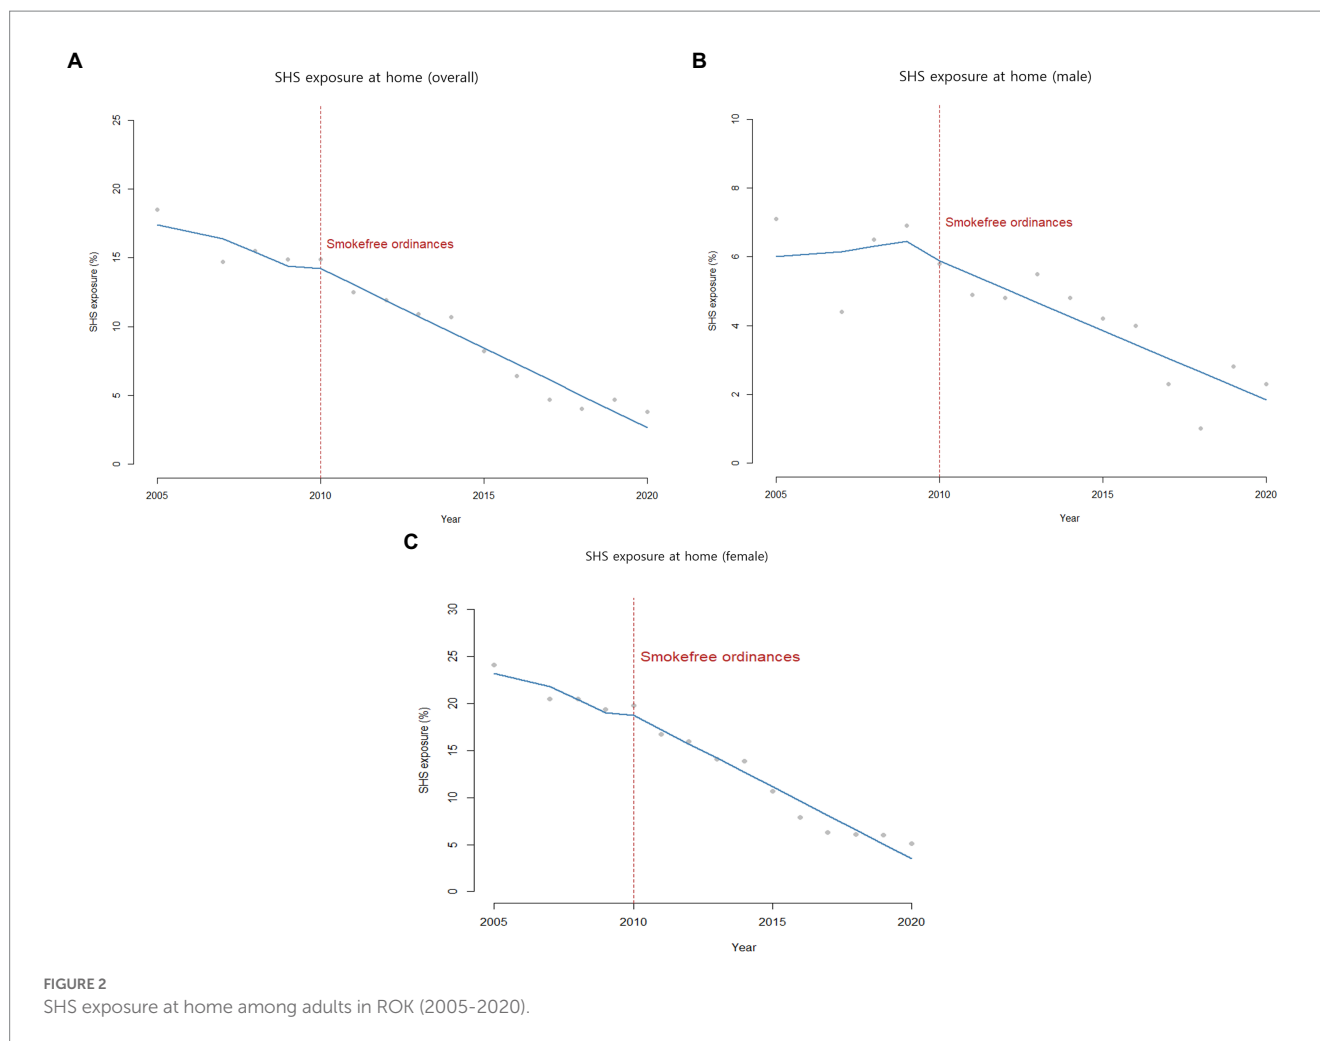 A
SHS exposure at home (overall)
25
20
15
10
5
0
SHS exposure (%)
Smokefree ordinances
2005
2010
2015
2020
Year
B
SHS exposure at home (male)
10
8
6
4
2
0
SHS exposure (%)
Smokefree ordinances
2005
2010
2015
2020
Year
C
SHS exposure at home (female)
30
25
20
15
10
5
0
SHS exposure (%)
Smokefree ordinances
2005
2010
2015
2020
Year
FIGURE 2
SHS exposure at home among adults in ROK (2005-2020).